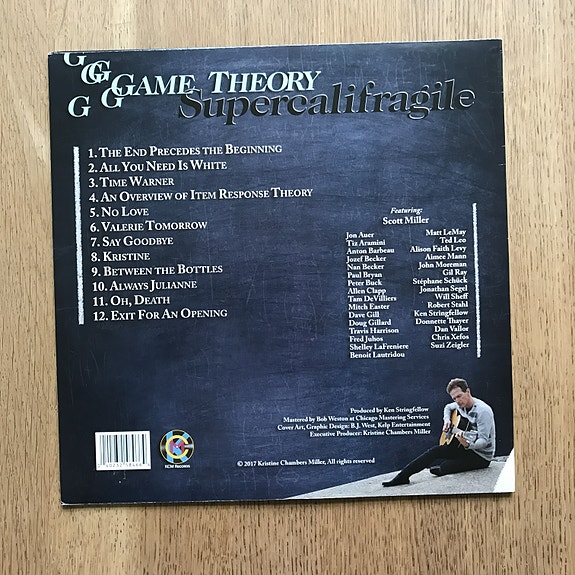 G
G G
G G GAME THEORY
Supercalifragile
1. THE END PRECEDES THE BEGINNING
2. ALL YOU NEED IS WHITE
3. TIME WARNER
4. AN OVERVIEW OF ITEM RESPONSE THEORY
5. NO LOVE
6. VALERIE TOMORROW
7. SAY GOODBYE
8. KRISTINE
9. BETWEEN THE BOTTLES
10. ALWAYS JULIANNE
11. OH, DEATH
12. EXIT FOR AN OPENING
Featuring:
Scott Miller
Jon Auer
Tiz Aramini
Anton Barbeau
Jozef Becker
Nan Becker
Paul Bryan
Peter Buck
Allen Clapp
Tam DeVilliers
Mitch Easter
Dave Gill
Doug Gillard
Travis Harrison
Fred Juhos
Shelley LaFreniere
Benoit Lautridou
Matt LeMay
Ted Leo
Alison Faith Levy
Aimee Mann
John Moreman
Gil Ray
Stéphane Schück
Jonathan Segel
Will Sheff
Robert Stahl
Ken Stringfellow
Donnette Thayer
Dan Vallor
Chris Xefos
Suzi Zeigler
Produced by Ken Stringfellow
Mastered by Bob Weston at Chicago Mastering Services
Cover Art, Graphic Design: B.J. West, Kelp Entertainment
Executive Producer: Kristine Chambers Miller
KCM RECORDS
© 2017 Kristine Chambers Miller, All rights reserved